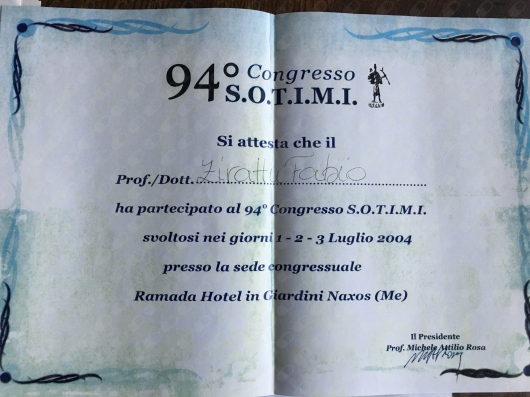 94° Congresso
S.O.T.I.M.I.
Si attesta che il
Prof./Dott. Ziratti Fabio
ha partecipato al 94° Congresso S.O.T.I.M.I.
svoltosi nei giorni 1 - 2 - 3 Luglio 2004
presso la sede congressuale
Ramada Hotel in Giardini Naxos (Me)
Il Presidente
Prof. Michele Attilio Rosa